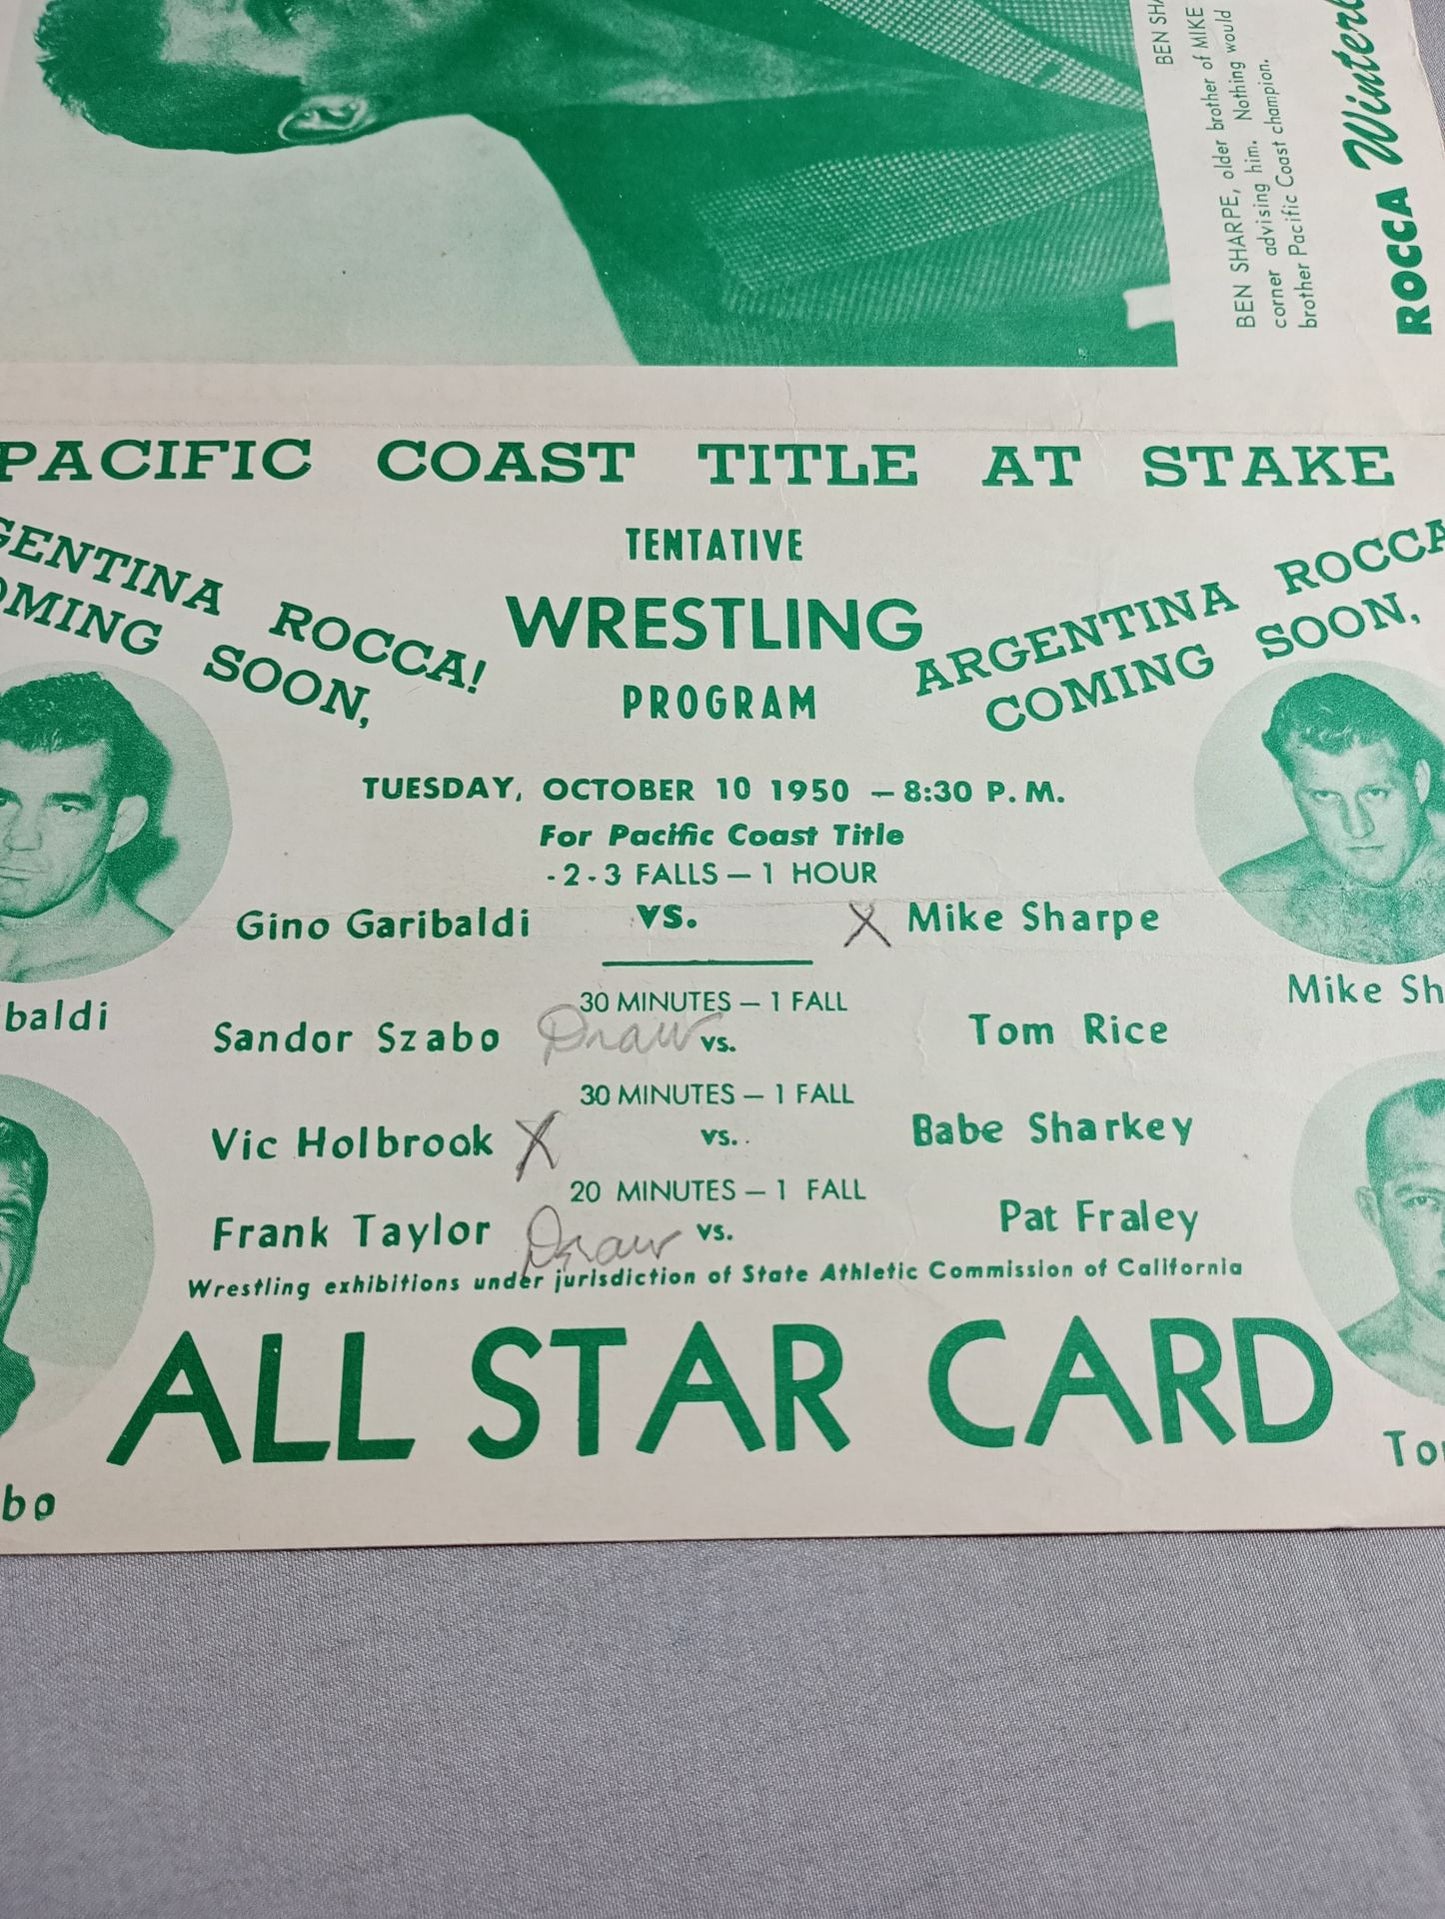 BEN SHA
BEN SHARPE, older brother of MIKE
corner advising him. Nothing would
brother Pacific Coast champion.
ROCCA
PACIFIC COAST TITLE AT STAKE
GENTINA ROCCA!
OMING SOON,
TENTATIVE
WRESTLING
PROGRAM
ARGENTINA ROCCA
COMING SOON,
TUESDAY, OCTOBER 10 1950 — 8:30 P.M.
For Pacific Coast Title
-2-3 FALLS — 1 HOUR
Gino Garibaldi vs. X Mike Sharpe
baldi
Mike Sh
30 MINUTES — 1 FALL
Sandor Szabo Draw vs. Tom Rice
30 MINUTES — 1 FALL
Vic Holbrook X vs.. Babe Sharkey
20 MINUTES — 1 FALL
Frank Taylor Draw vs. Pat Fraley
Wrestling exhibitions under jurisdiction of State Athletic Commission of California
ALL STAR CARD
bo
To